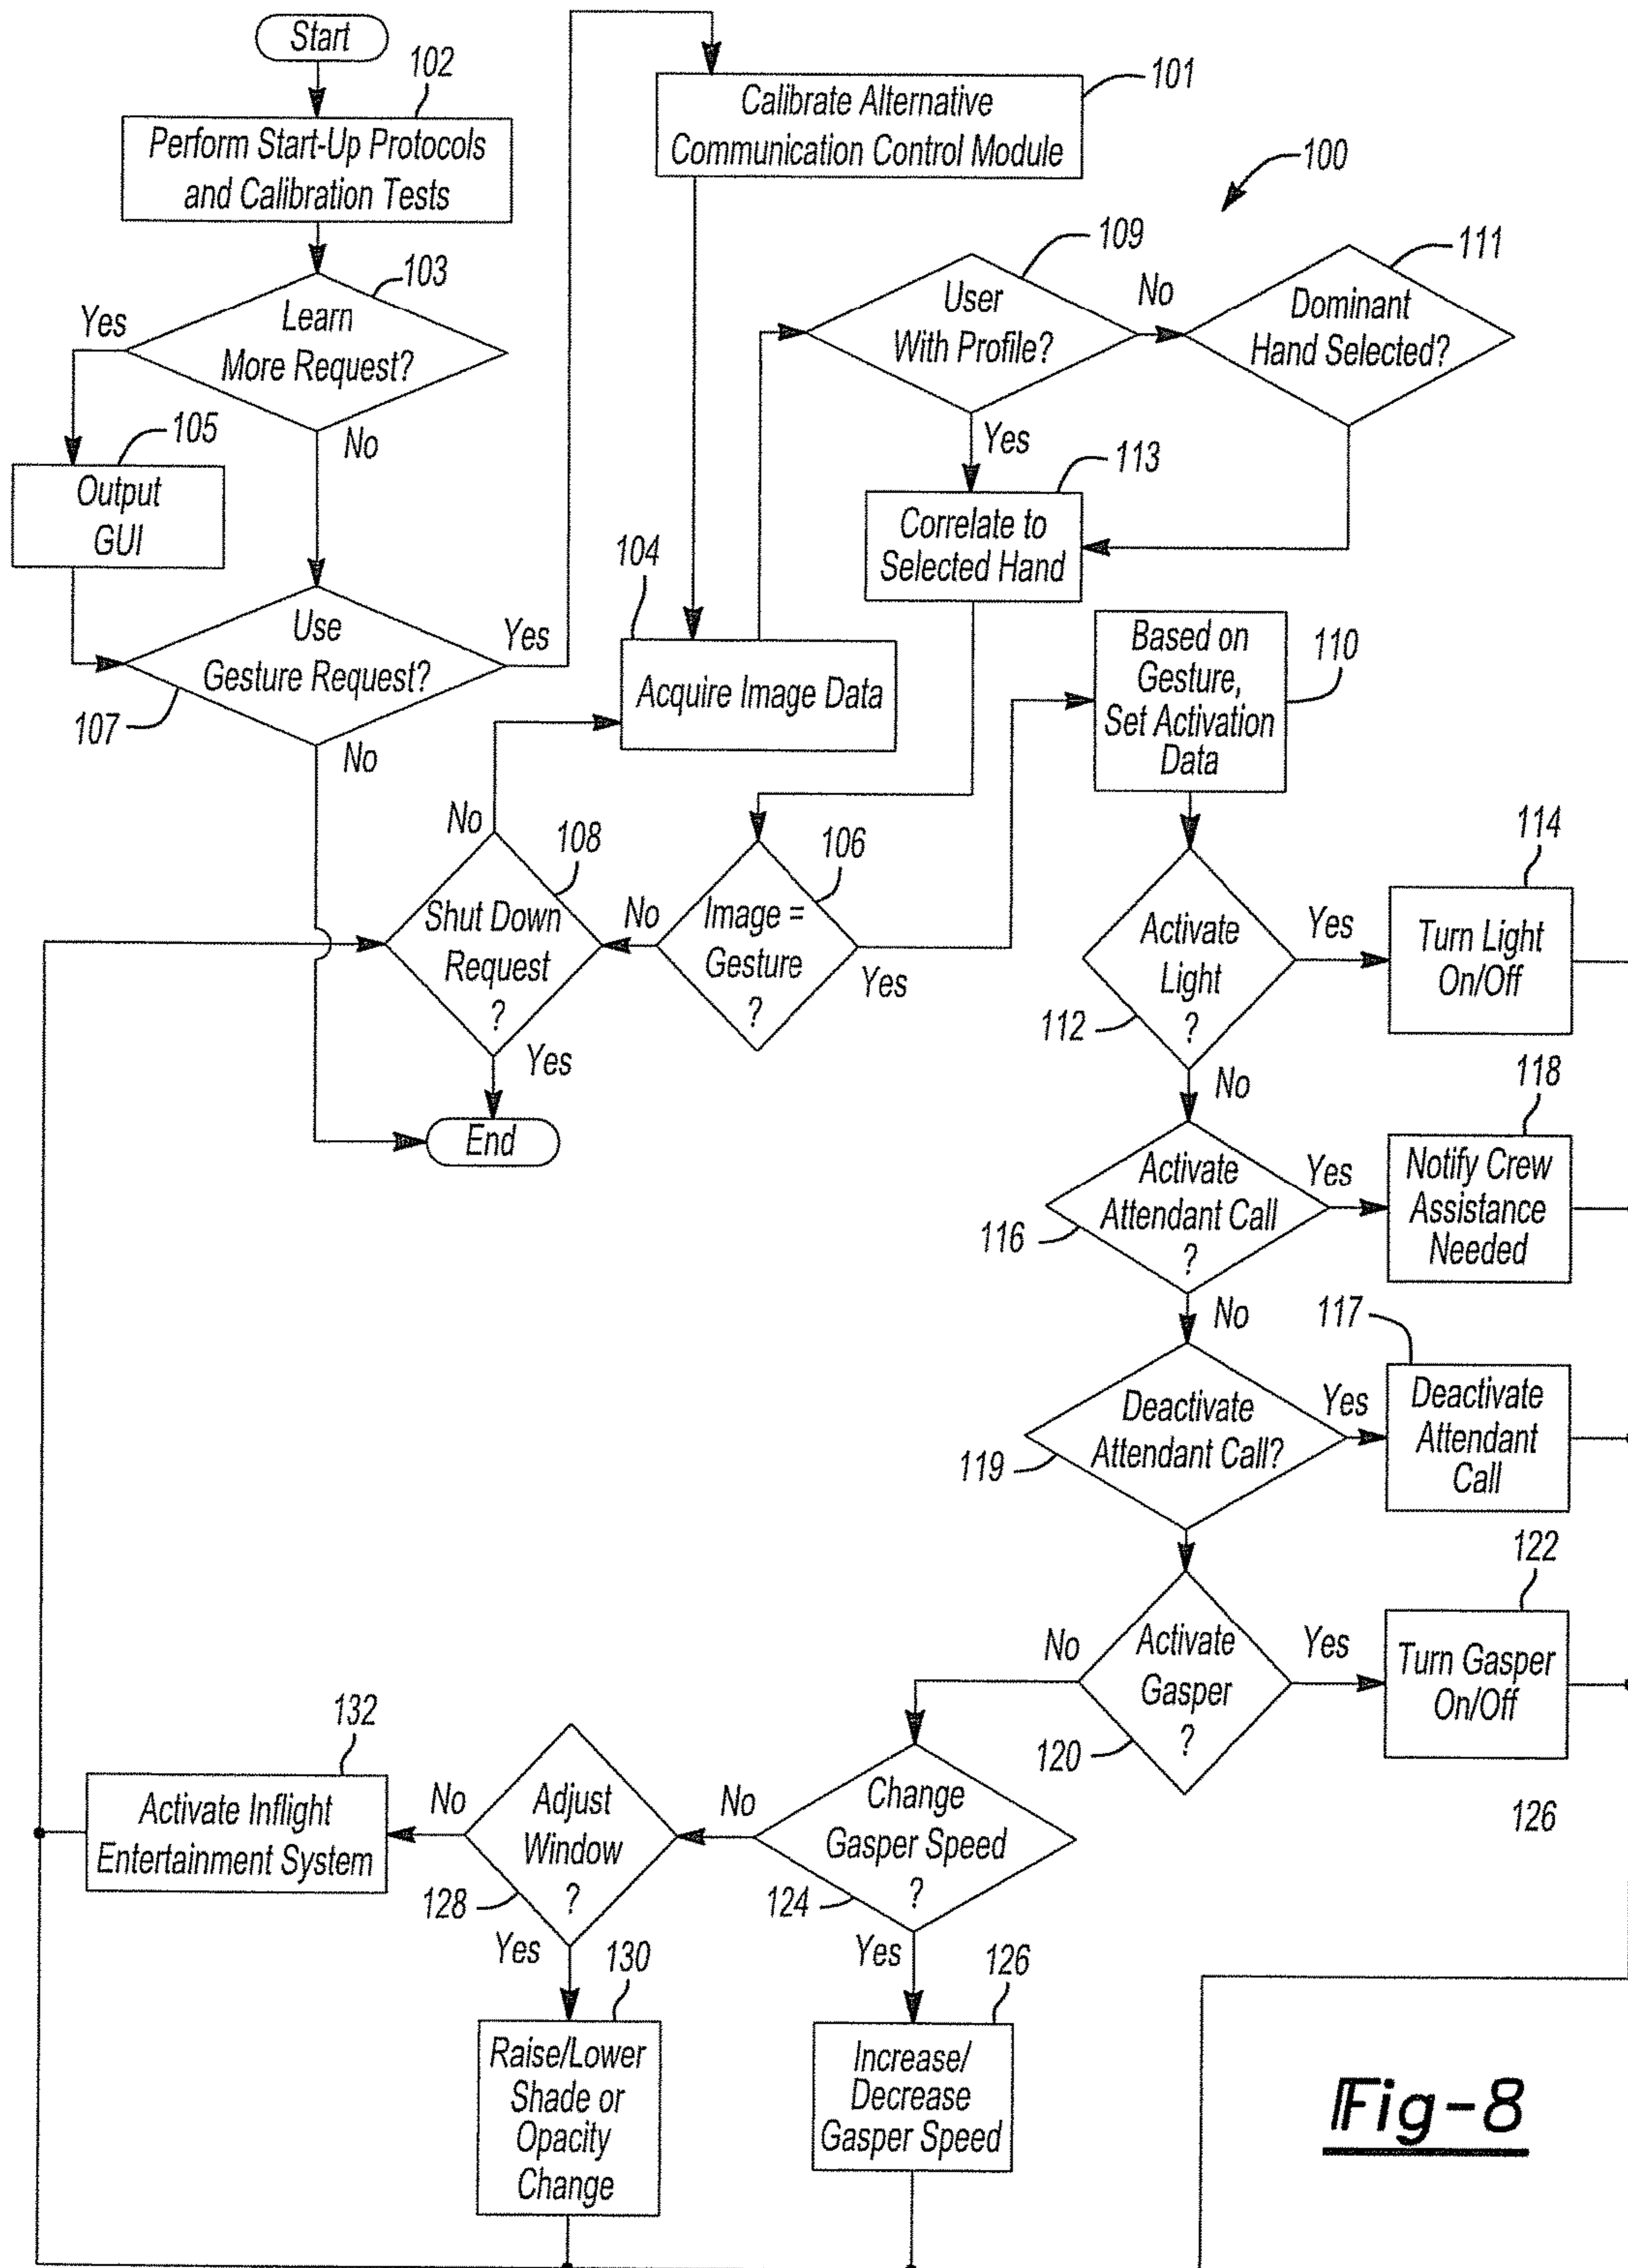 Start
102
Perform Start-Up Protocols
and Calibration Tests
103
Learn
More Request?
Yes
No
105
Output
GUI
Use
Gesture Request?
Yes
107
No
101
Calibrate Alternative
Communication Control Module
100
109
User
With Profile?
No
Yes
111
Dominant
Hand Selected?
113
Correlate to
Selected Hand
104
Acquire Image Data
110
Based on
Gesture,
Set Activation
Data
No
108
Shut Down
Request
?
Yes
End
No
106
Image =
Gesture
?
Yes
Activate
Light
?
112
Yes
No
114
Turn Light
On/Off
Activate
Attendant Call
?
116
Yes
No
118
Notify Crew
Assistance
Needed
Deactivate
Attendant Call?
119
Yes
117
Deactivate
Attendant
Call
No
Activate
Gasper
?
120
Yes
122
Turn Gasper
On/Off
126
Change
Gasper Speed
?
124
No
Yes
126
Increase/
Decrease
Gasper Speed
Adjust
Window
?
128
No
Yes
130
Raise/Lower
Shade or
Opacity
Change
132
Activate Inflight
Entertainment System
Fig-8